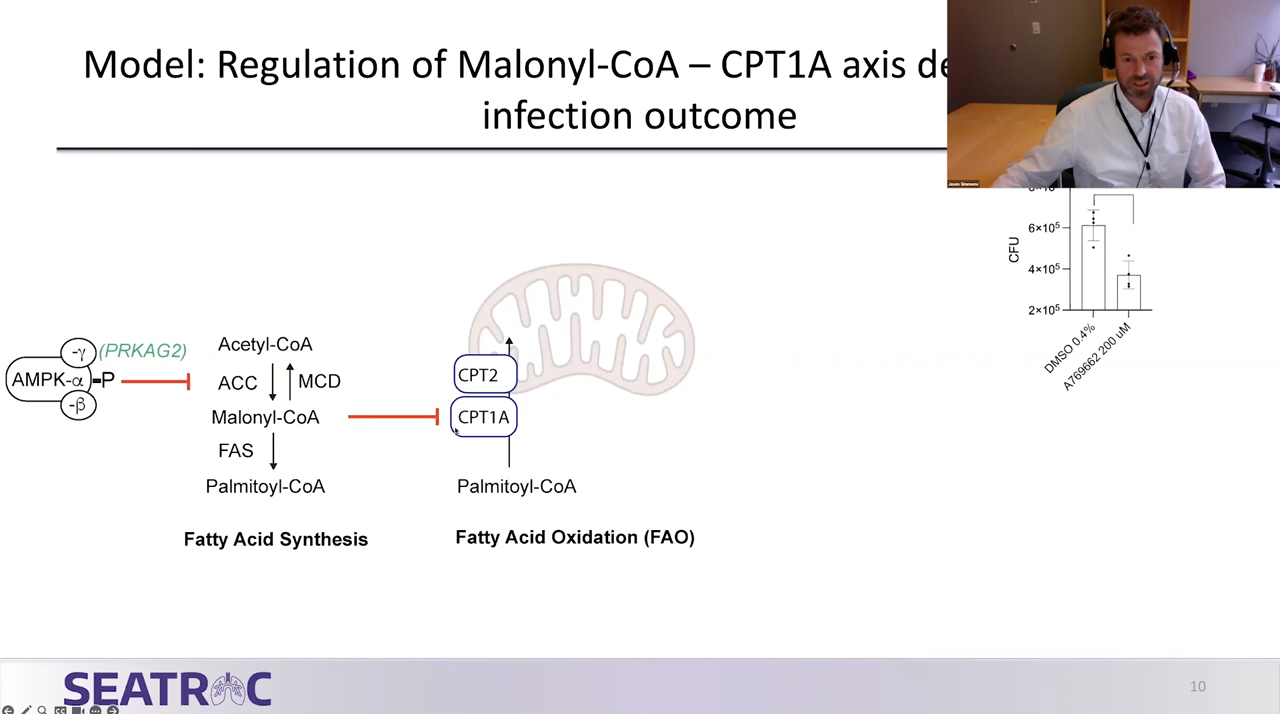 Model: Regulation of Malonyl-CoA – CPT1A axis de
infection outcome
Jason Simmons
CFU
6×10⁵
4×10⁵
2×10⁵
DMSO 0.4%
A769662 200 uM
-γ
(PRKAG2)
AMPK-α
-P
-β
Acetyl-CoA
ACC
MCD
Malonyl-CoA
FAS
Palmitoyl-CoA
Fatty Acid Synthesis
CPT2
CPT1A
Palmitoyl-CoA
Fatty Acid Oxidation (FAO)
SEATRAC
10